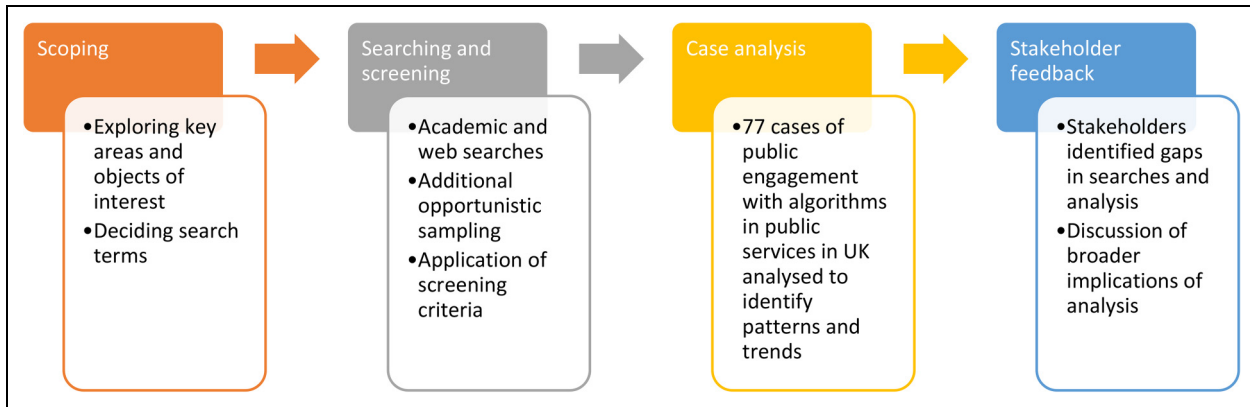 Scoping
•Exploring key
areas and
objects of
interest
•Deciding search
terms
Searching and
screening
•Academic and
web searches
•Additional
opportunistic
sampling
•Application of
screening
criteria
Case analysis
•77 cases of
public
engagement
with algorithms
in public
services in UK
analysed to
identify
patterns and
trends
Stakeholder
feedback
•Stakeholders
identified gaps
in searches and
analysis
•Discussion of
broader
implications of
analysis